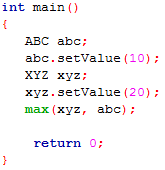 int main()
{
ABC abc;
abc.setValue(10);
XYZ xyz;
xyz.setValue(20);
max(xyz, abc);
return 0;
}